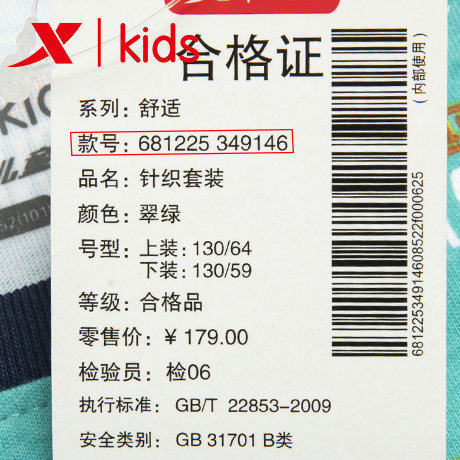 kids
合格证
系列: 舒适
款号: 681225 349146
品名: 针织套装
颜色: 翠绿
号型: 上装: 130/64
下装: 130/59
等级: 合格品
零售价: ¥ 179.00
检验员: 检06
执行标准: GB/T 22853-2009
安全类别: GB 31701 B类
(内部使用)
6812253491460852​2f000625